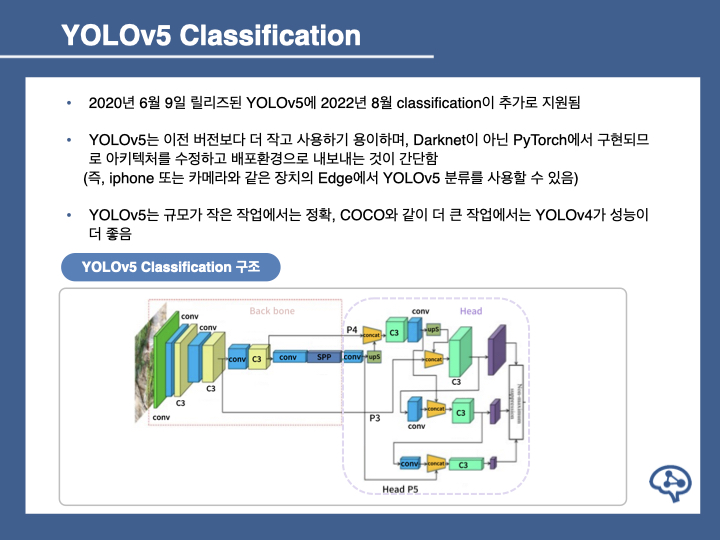 YOLOv5 Classification
• 2020년 6월 9일 릴리즈된 YOLOv5에 2022년 8월 classification이 추가로 지원됨
• YOLOv5는 이전 버전보다 더 작고 사용하기 용이하며, Darknet이 아닌 PyTorch에서 구현되므
로 아키텍처를 수정하고 배포환경으로 내보내는 것이 간단함
(즉, iphone 또는 카메라와 같은 장치의 Edge에서 YOLOv5 분류를 사용할 수 있음)
• YOLOv5는 규모가 작은 작업에서는 정확, COCO와 같이 더 큰 작업에서는 YOLOv4가 성능이
더 좋음
YOLOv5 Classification 구조
Back bone
Head
conv
conv
conv
P4
concat
C3
upS
conv
C3
conv
SPP
conv
upS
concat
C3
C3
C3
conv
P3
conv
concat
C3
conv
concat
C3
Head P5